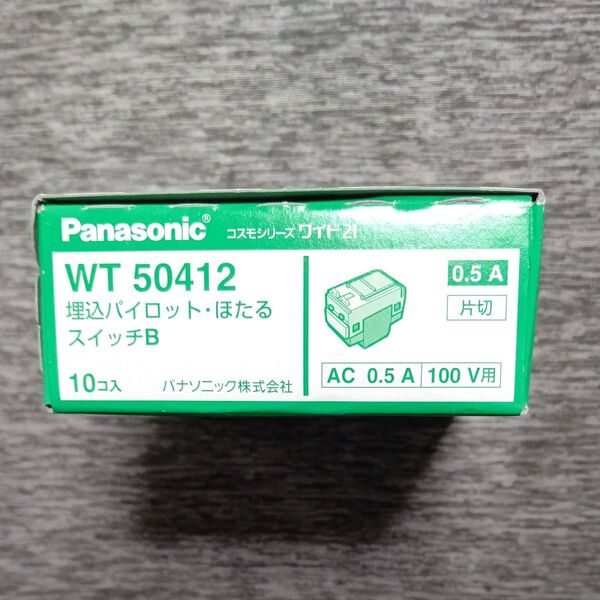 Panasonic® コスモシリーズ ワイド21
WT 50412
埋込パイロット・ほたる
スイッチB
10コ入 パナソニック株式会社
0.5 A
片切
AC 0.5 A 100 V用